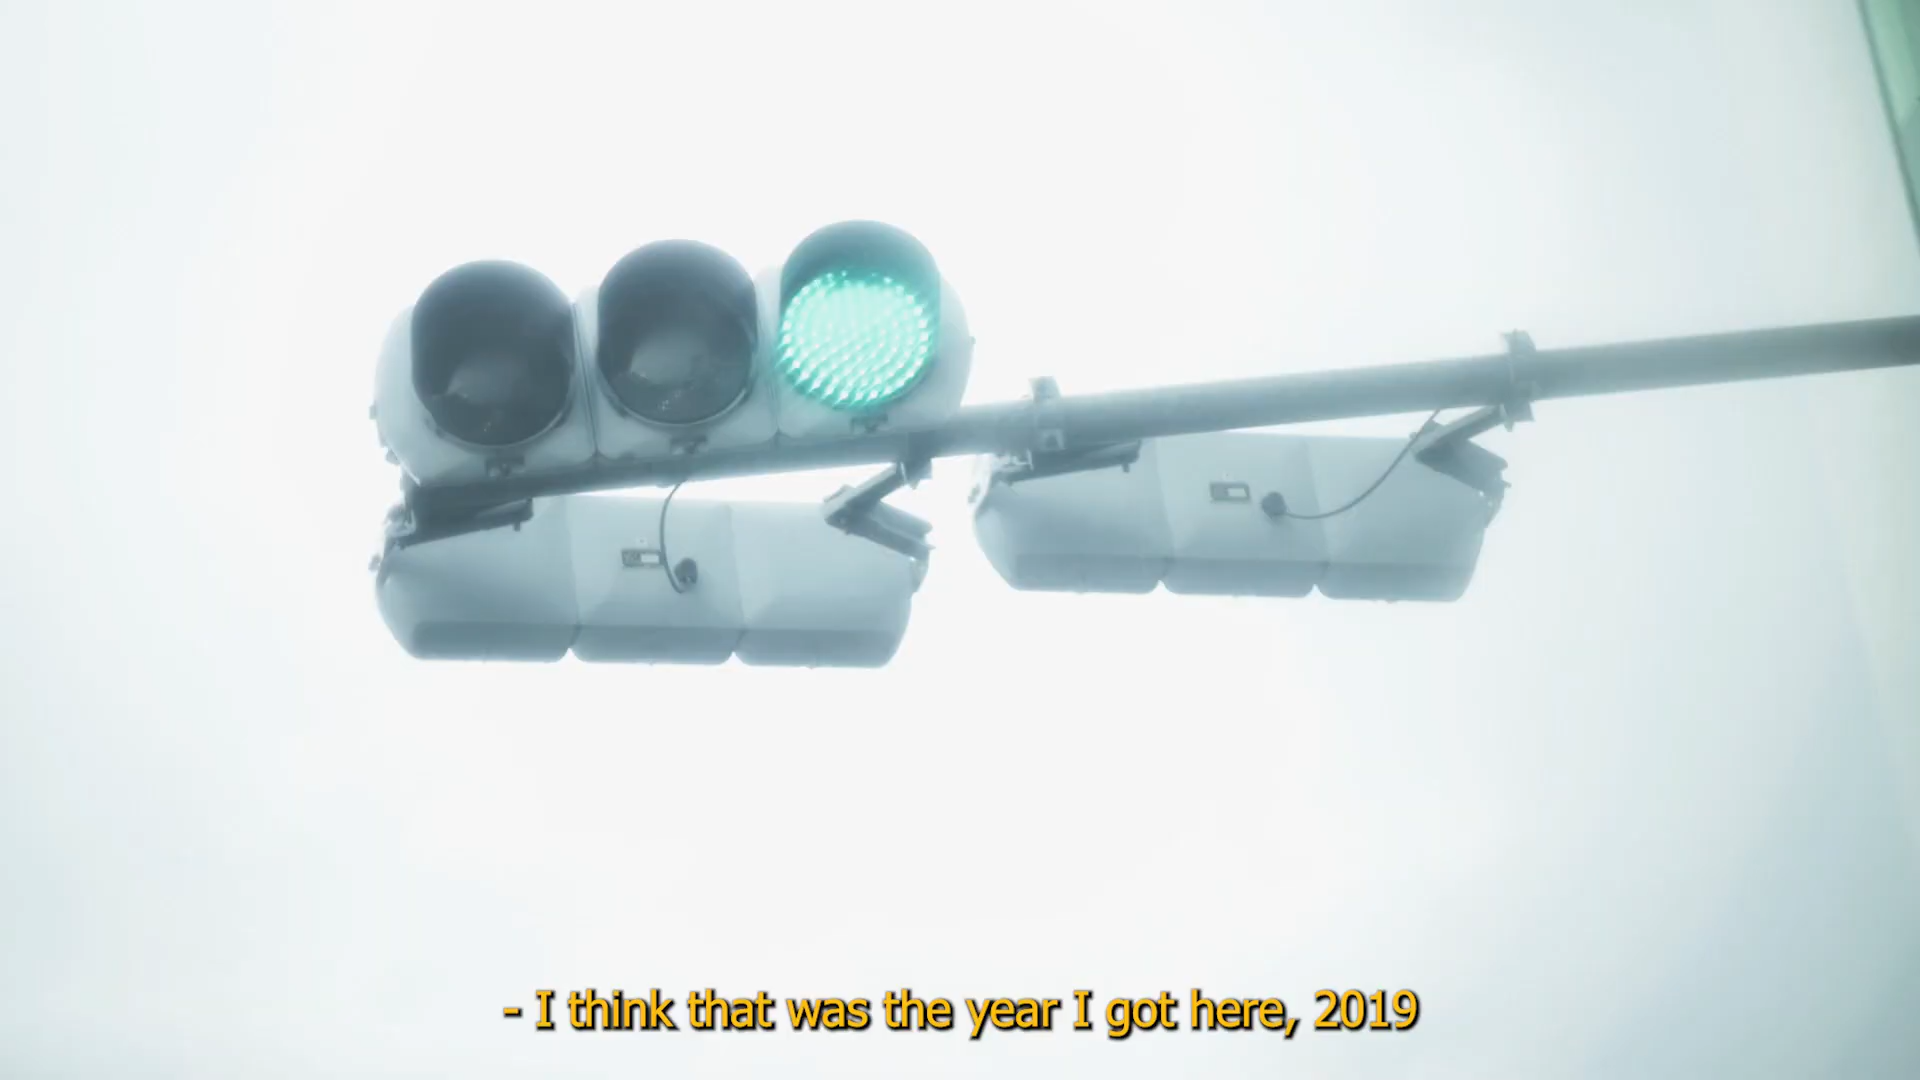 - I think that was the year I got here, 2019